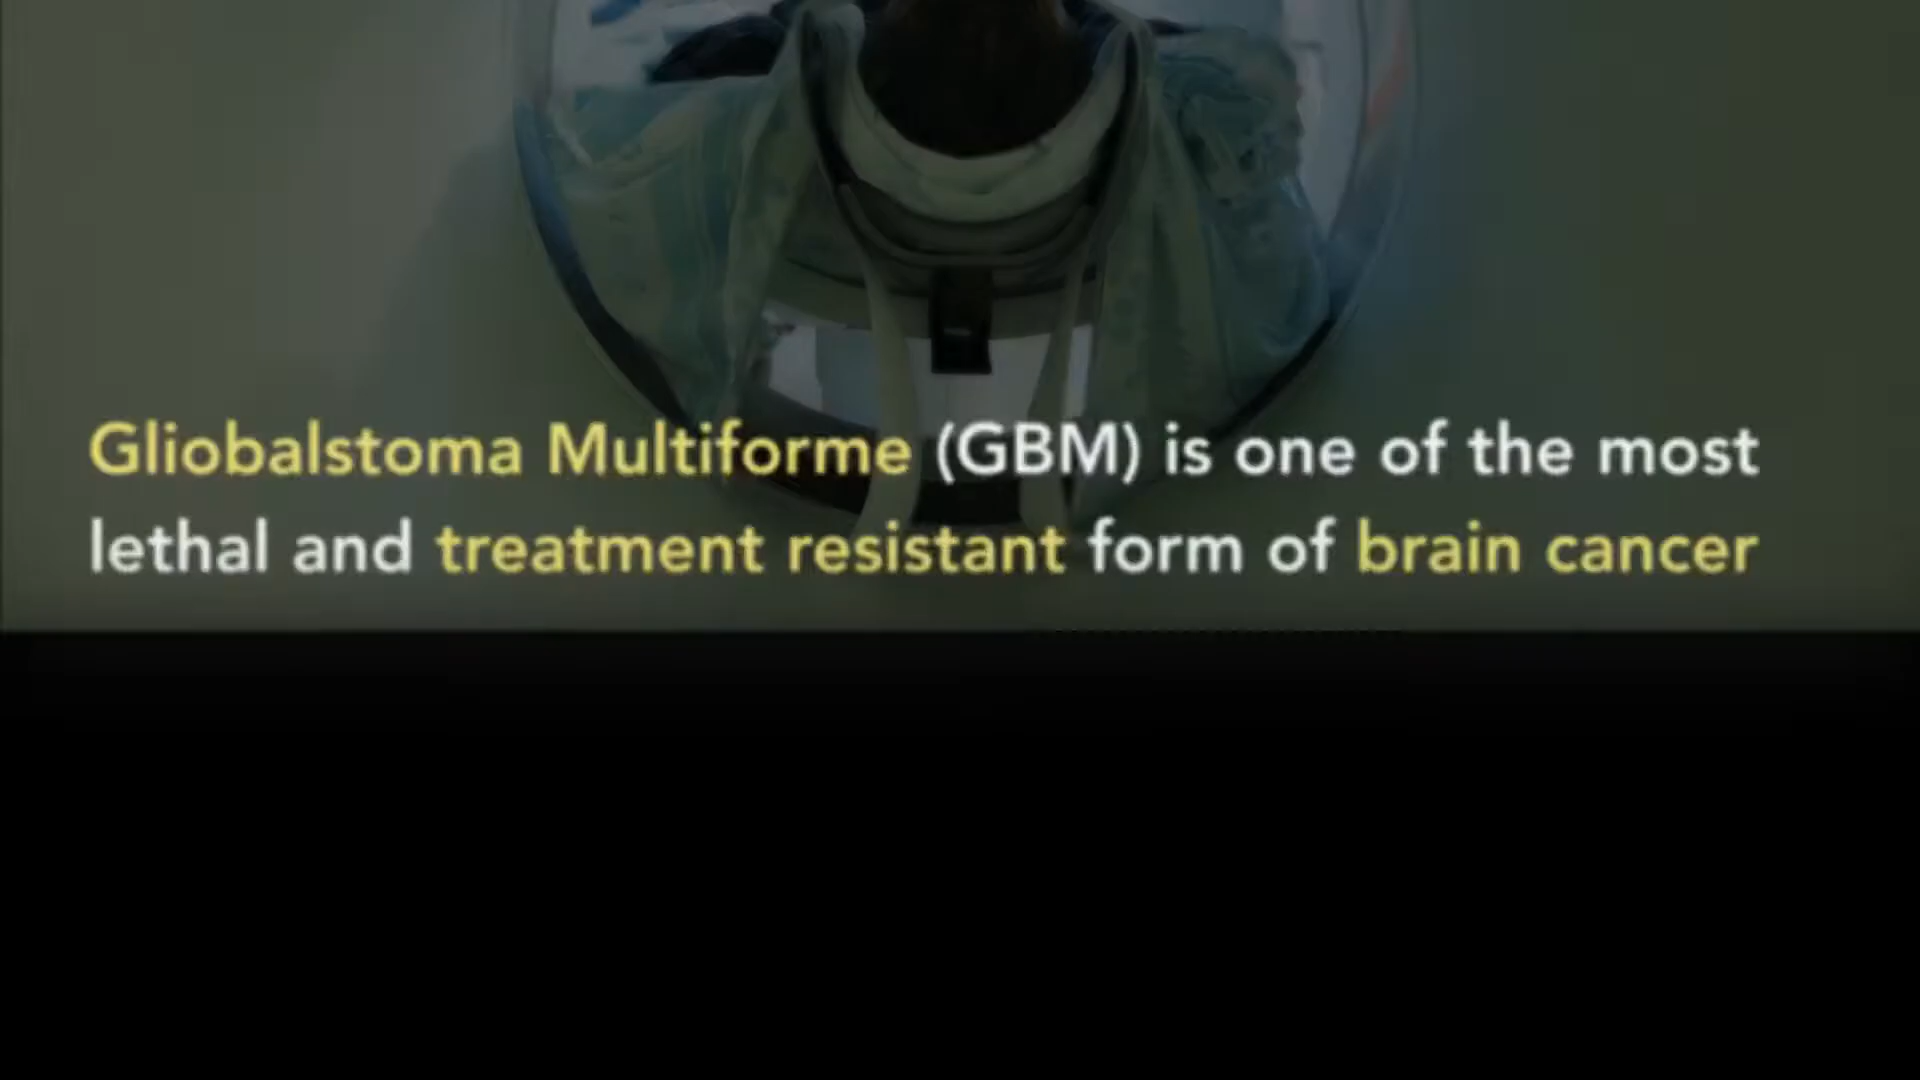 Gliobalstoma Multiforme (GBM) is one of the most
lethal and treatment resistant form of brain cancer